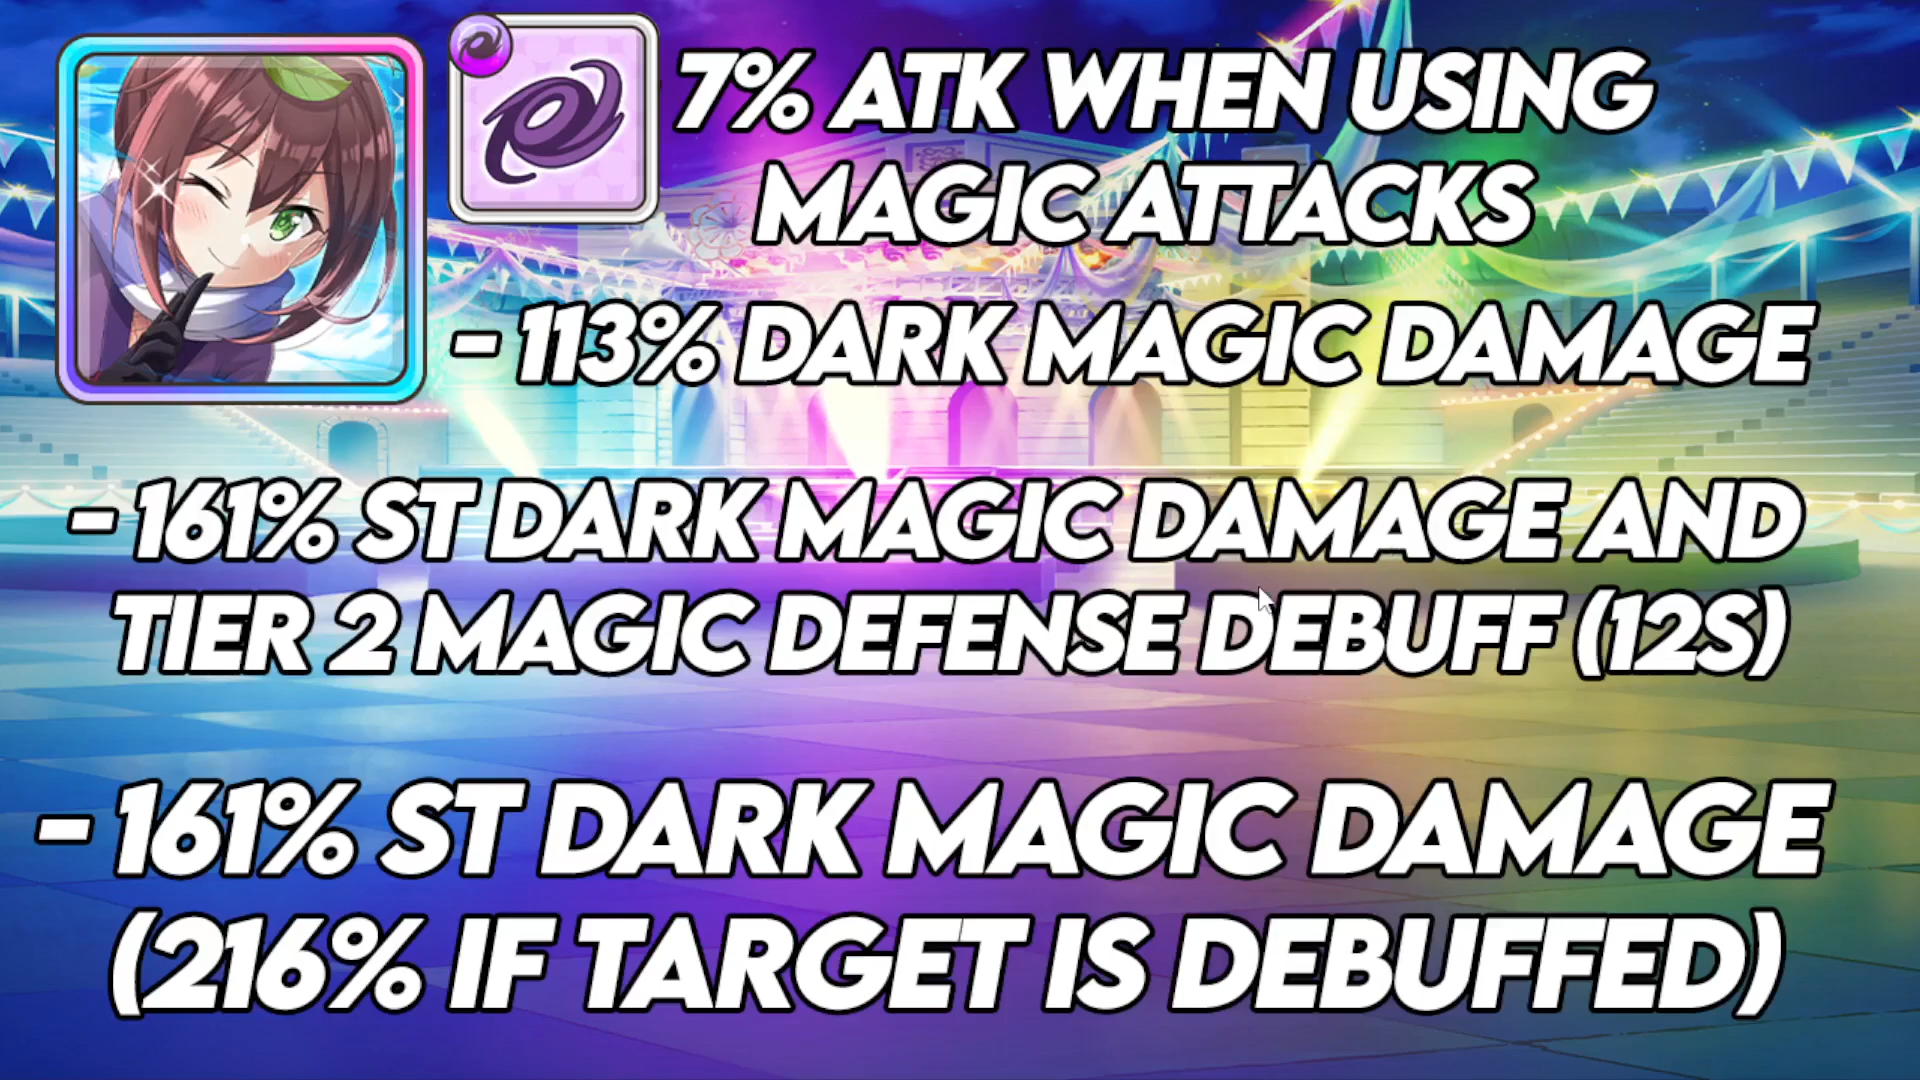 7% ATK WHEN USING
MAGIC ATTACKS
- 113% DARK MAGIC DAMAGE
- 161% ST DARK MAGIC DAMAGE AND
TIER 2 MAGIC DEFENSE DEBUFF (12S)
- 161% ST DARK MAGIC DAMAGE
(216% IF TARGET IS DEBUFFED)